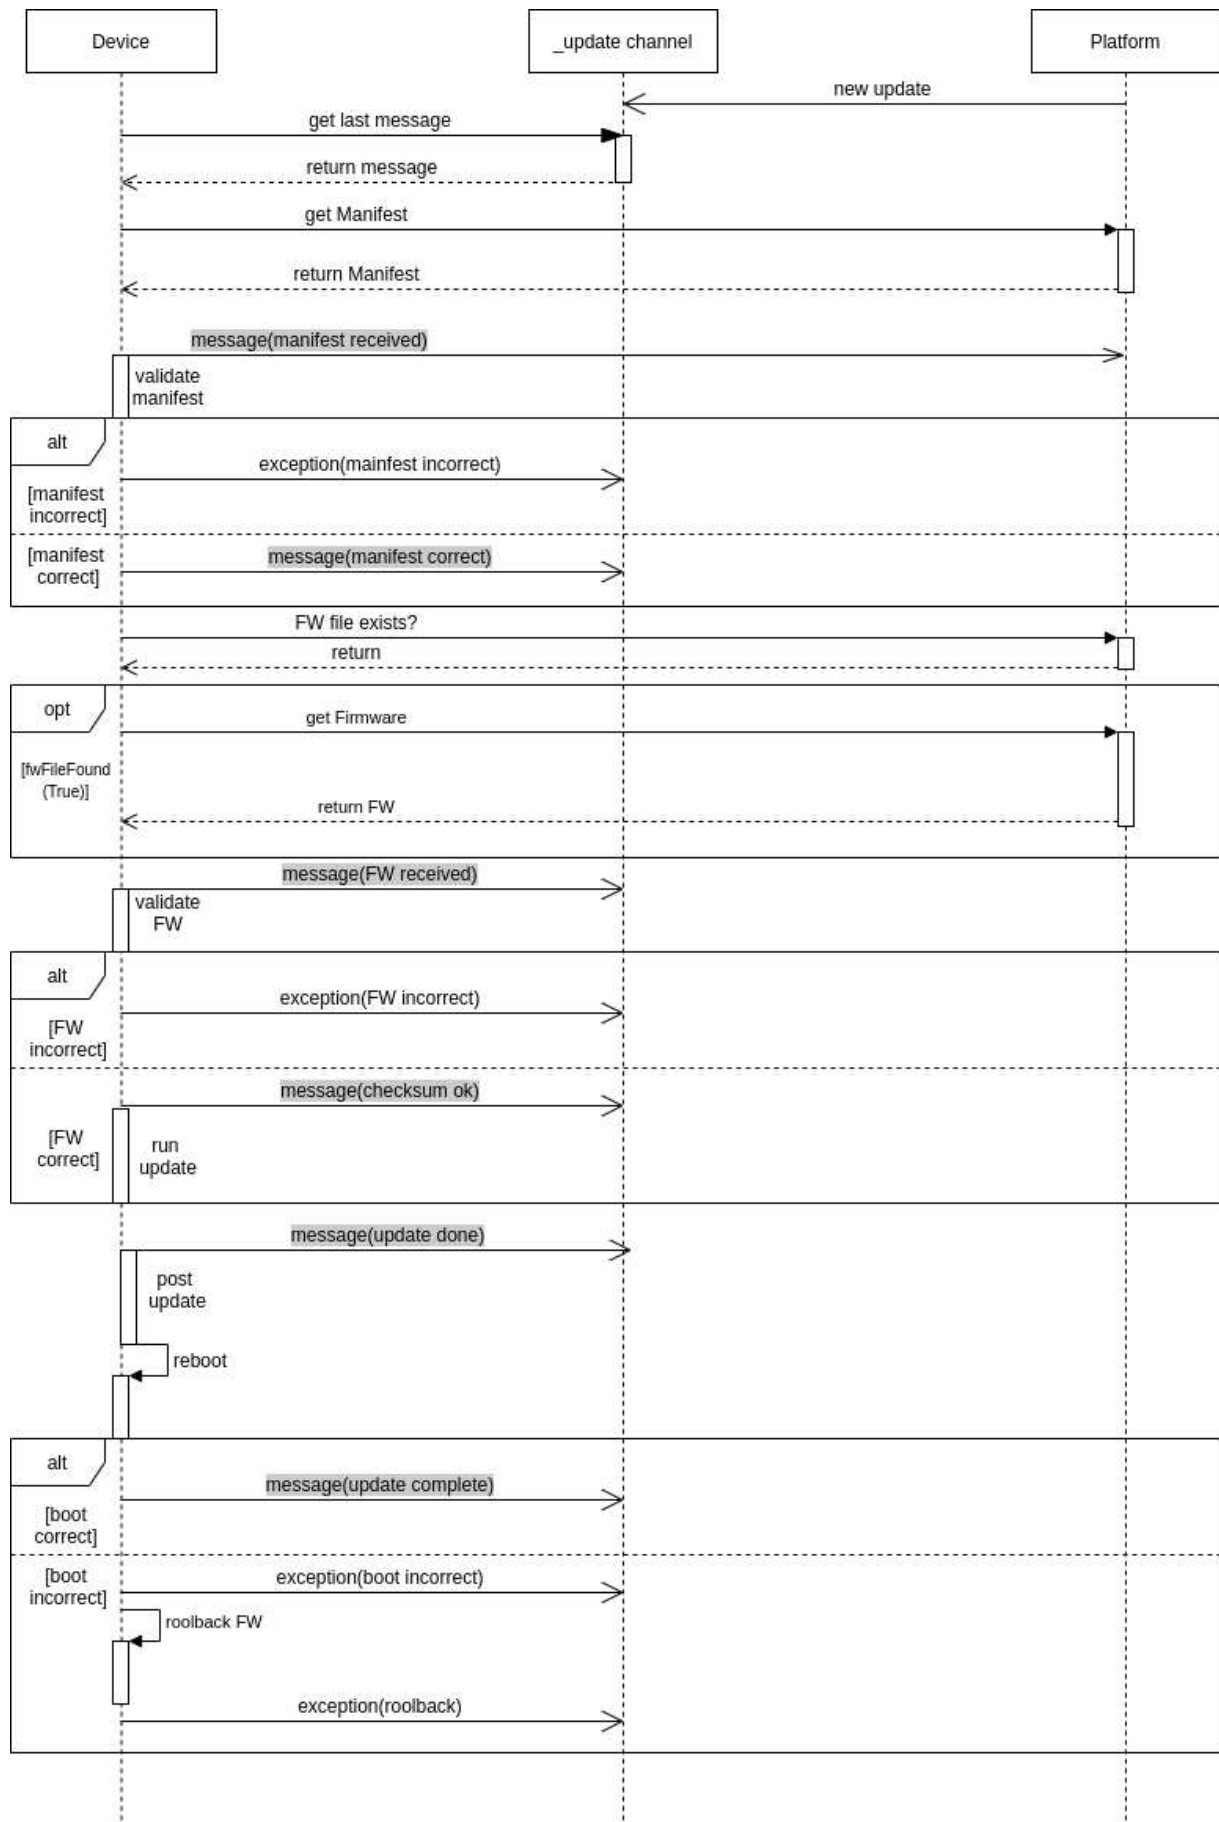 Device
_update channel
Platform
new update
get last message
return message
get Manifest
return Manifest
message(manifest received)
validate
manifest
alt
exception(mainfest incorrect)
[manifest
incorrect]
[manifest
correct]
message(manifest correct)
FW file exists?
return
opt
get Firmware
[fwFileFound
(True)]
return FW
message(FW received)
validate
FW
alt
exception(FW incorrect)
[FW
incorrect]
message(checksum ok)
[FW
correct]
run
update
message(update done)
post
update
reboot
alt
message(update complete)
[boot
correct]
[boot
incorrect]
exception(boot incorrect)
roolback FW
exception(roolback)